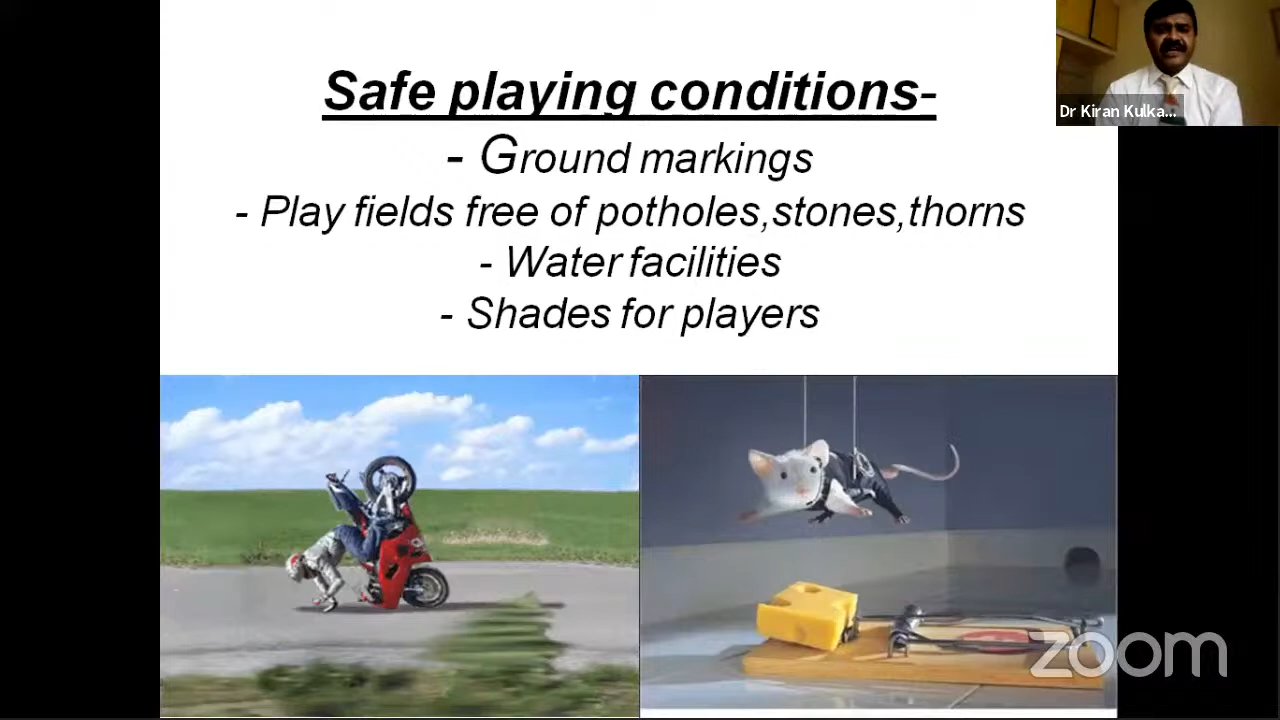 Safe playing conditions-
- Ground markings
- Play fields free of potholes,stones,thorns
- Water facilities
- Shades for players
Dr Kiran Kulka...
zoom